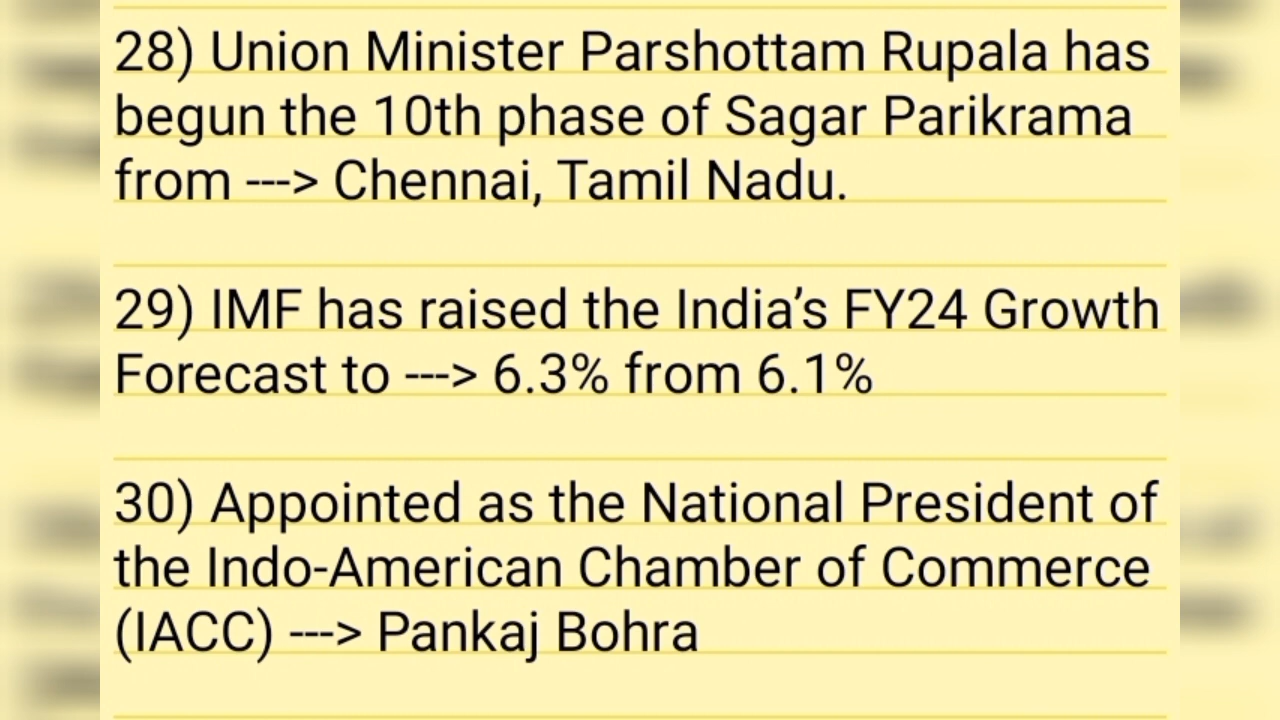 28) Union Minister Parshottam Rupala has
begun the 10th phase of Sagar Parikrama
from ---> Chennai, Tamil Nadu.
29) IMF has raised the India’s FY24 Growth
Forecast to ---> 6.3% from 6.1%
30) Appointed as the National President of
the Indo-American Chamber of Commerce
(IACC) ---> Pankaj Bohra